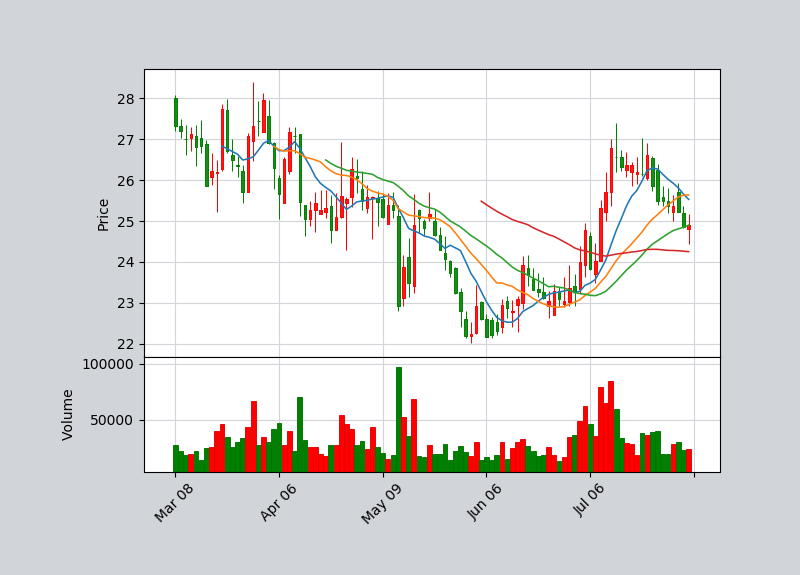 28
27
26
25
24
23
22
Price
100000
50000
Volume
Mar 08
Apr 06
May 09
Jun 06
Jul 06